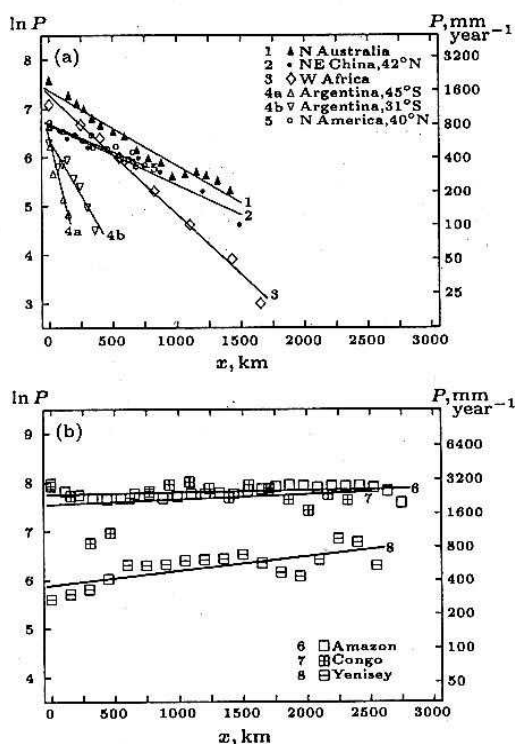 ln P
P, mm
year⁻¹
(a)
1 ▲ N Australia
2 • NE China, 42°N
3 ◇ W Africa
4a △ Argentina, 45°S
4b ▽ Argentina, 31°S
5 ○ N America, 40°N
8
7
6
5
4
3
3200
1600
800
400
200
100
50
25
1
2
3
4a
4b
0 500 1000 1500 2000 2500 3000
x, km
ln P
P, mm
year⁻¹
(b)
9
8
7
6
5
4
6400
3200
1600
800
400
200
100
50
6
7
8
6 □ Amazon
7 ⊞ Congo
8 ⊟ Yenisey
0 500 1000 1500 2000 2500 3000
x, km